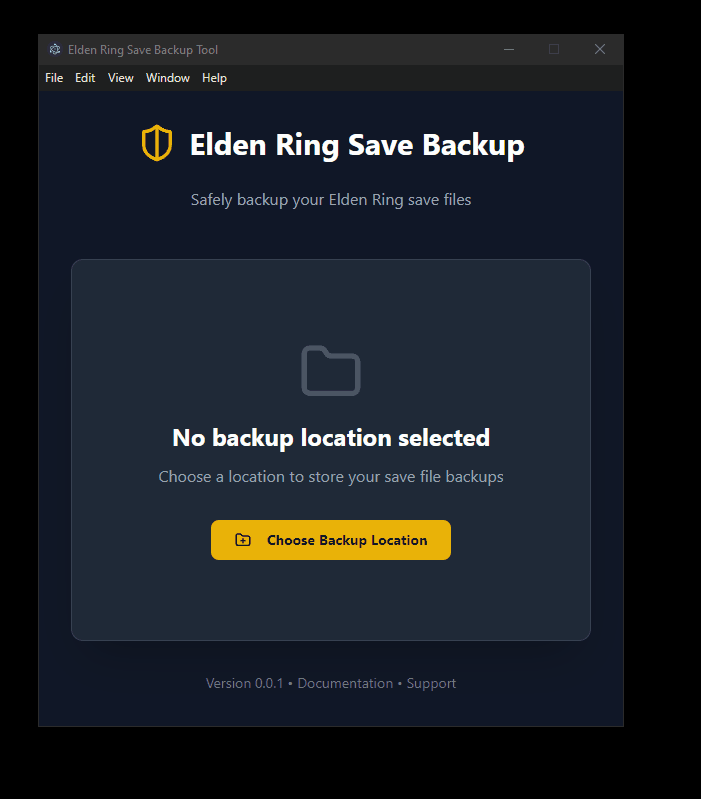 Elden Ring Save Backup Tool
File Edit View Window Help
Elden Ring Save Backup
Safely backup your Elden Ring save files
No backup location selected
Choose a location to store your save file backups
Choose Backup Location
Version 0.0.1 • Documentation • Support